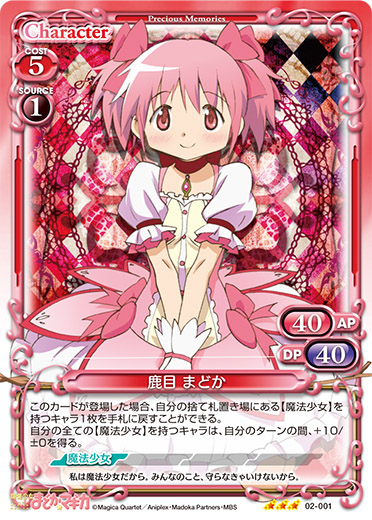 Precious Memories
Character
COST
5
SOURCE
1
40 AP
DP 40
鹿目 まどか
このカードが登場した場合、自分の捨て札置き場にある【魔法少女】を
持つキャラ1枚を手札に戻すことができる。
自分の全ての【魔法少女】を持つキャラは、自分のターンの間、+10/
±0を得る。
魔法少女
私は魔法少女だから。みんなのこと、守らなきゃいけないから。
まどか☆マギカ
©Magica Quartet／Aniplex・Madoka Partners・MBS
02-001